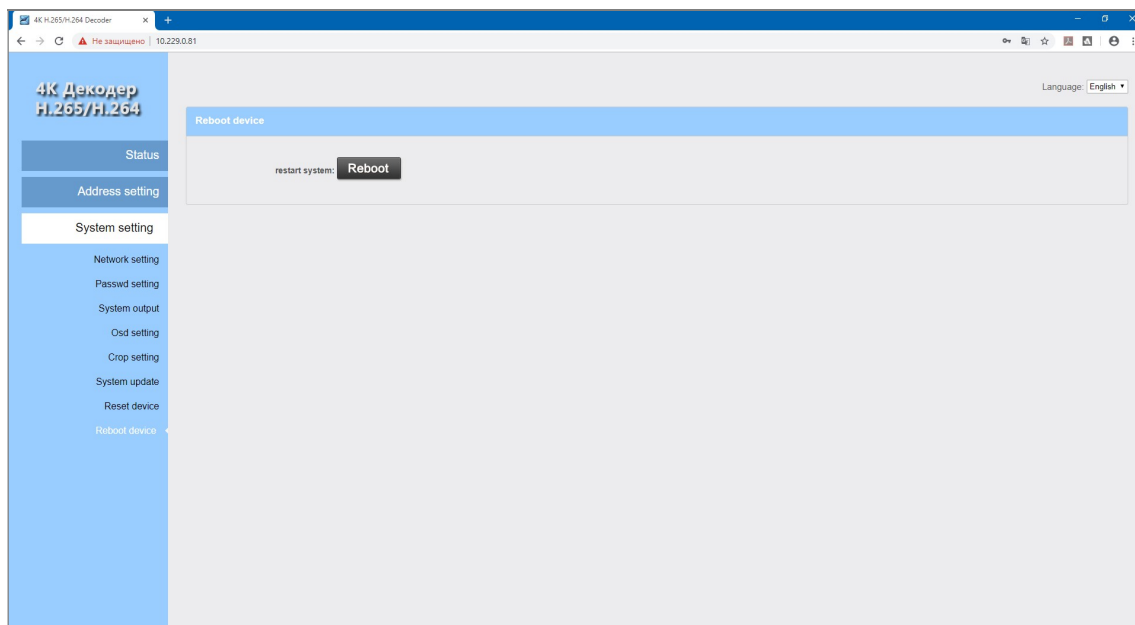 4K H.265/H.264 Decoder
Не защищено | 10.229.0.81
4К Декодер
H.265/H.264
Language: English
Reboot device
Status
restart system: Reboot
Address setting
System setting
Network setting
Passwd setting
System output
Osd setting
Crop setting
System update
Reset device
Reboot device